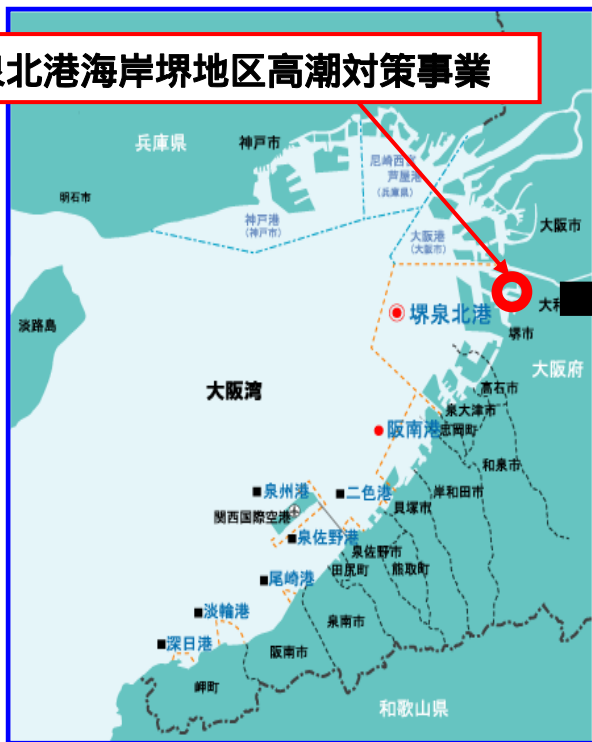 泉北港海岸堺地区高潮対策事業
兵庫県
神戸市
尼崎西宮
芦屋港
(兵庫県)
明石市
神戸港
(神戸市)
大阪港
(大阪市)
大阪市
淡路島
堺泉北港
大和
堺市
大阪府
大阪湾
高石市
泉大津市
忠岡町
阪南港
和泉市
泉州港
二色港
岸和田市
貝塚市
関西国際空港
泉佐野港
泉佐野市
田尻町
熊取町
尾崎港
淡輪港
泉南市
深日港
阪南市
岬町
和歌山県